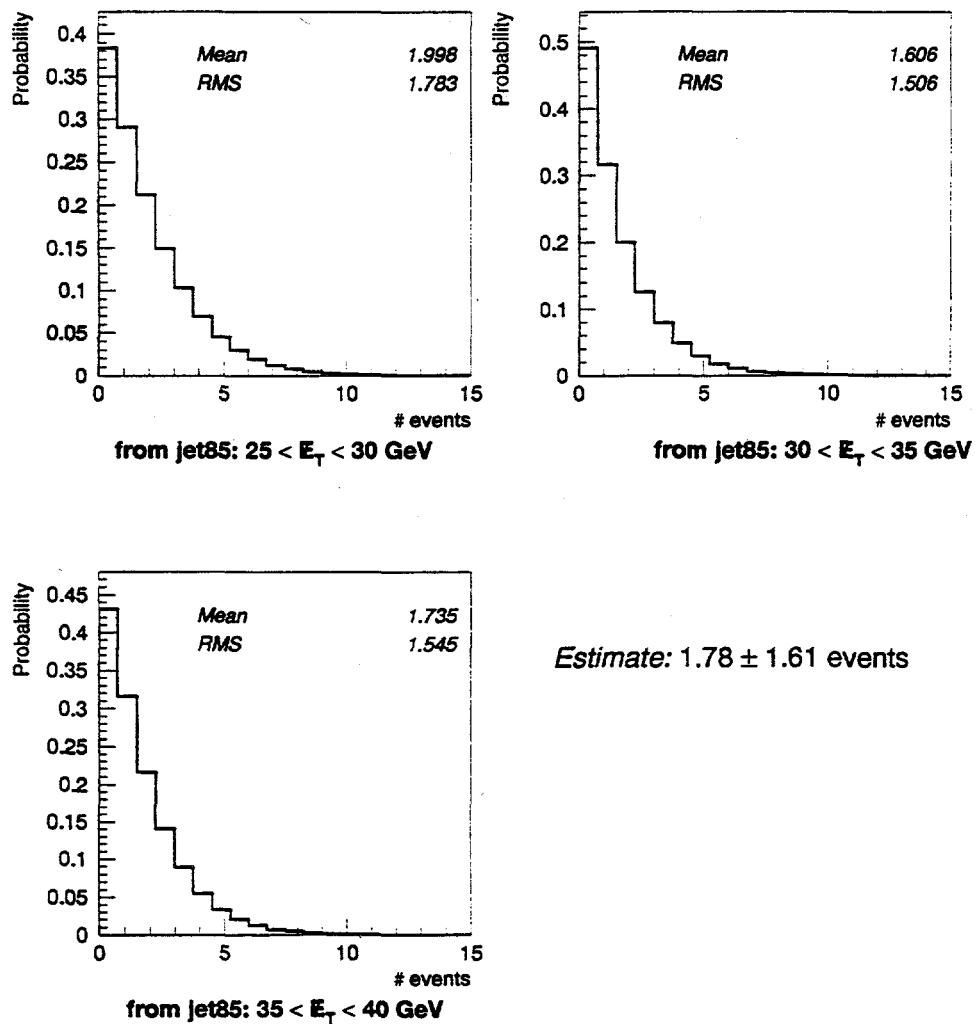 Probability
0.4
0.35
0.3
0.25
0.2
0.15
0.1
0.05
0
Mean 1.998
RMS 1.783
0 5 10 15
# events
from jet85: 25 < E̸_T < 30 GeV
Probability
0.5
0.4
0.3
0.2
0.1
0
Mean 1.606
RMS 1.506
0 5 10 15
# events
from jet85: 30 < E̸_T < 35 GeV
Probability
0.45
0.4
0.35
0.3
0.25
0.2
0.15
0.1
0.05
0
Mean 1.735
RMS 1.545
0 5 10 15
# events
from jet85: 35 < E̸_T < 40 GeV
Estimate: 1.78 ± 1.61 events